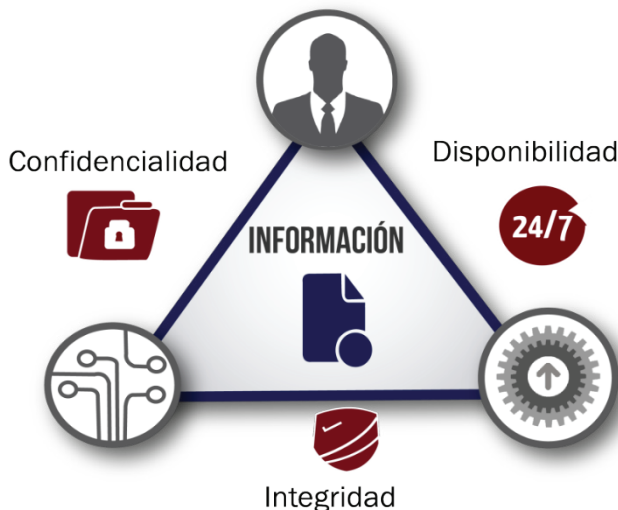 Confidencialidad
Disponibilidad
24/7
INFORMACIÓN
Integridad